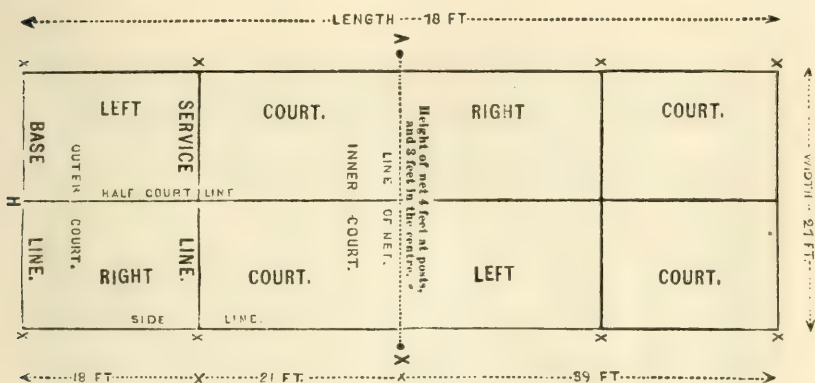 LENGTH 78 FT
LEFT COURT. RIGHT COURT.
BASE LINE.
OUTER COURT.
SERVICE LINE.
HALF COURT LINE
INNER COURT.
LINE OF NET.
Height of net 4 feet at posts,
and 3 feet in the centre.
WIDTH 27 FT.
RIGHT COURT. LEFT COURT.
SIDE LINE.
18 FT 21 FT. 39 FT